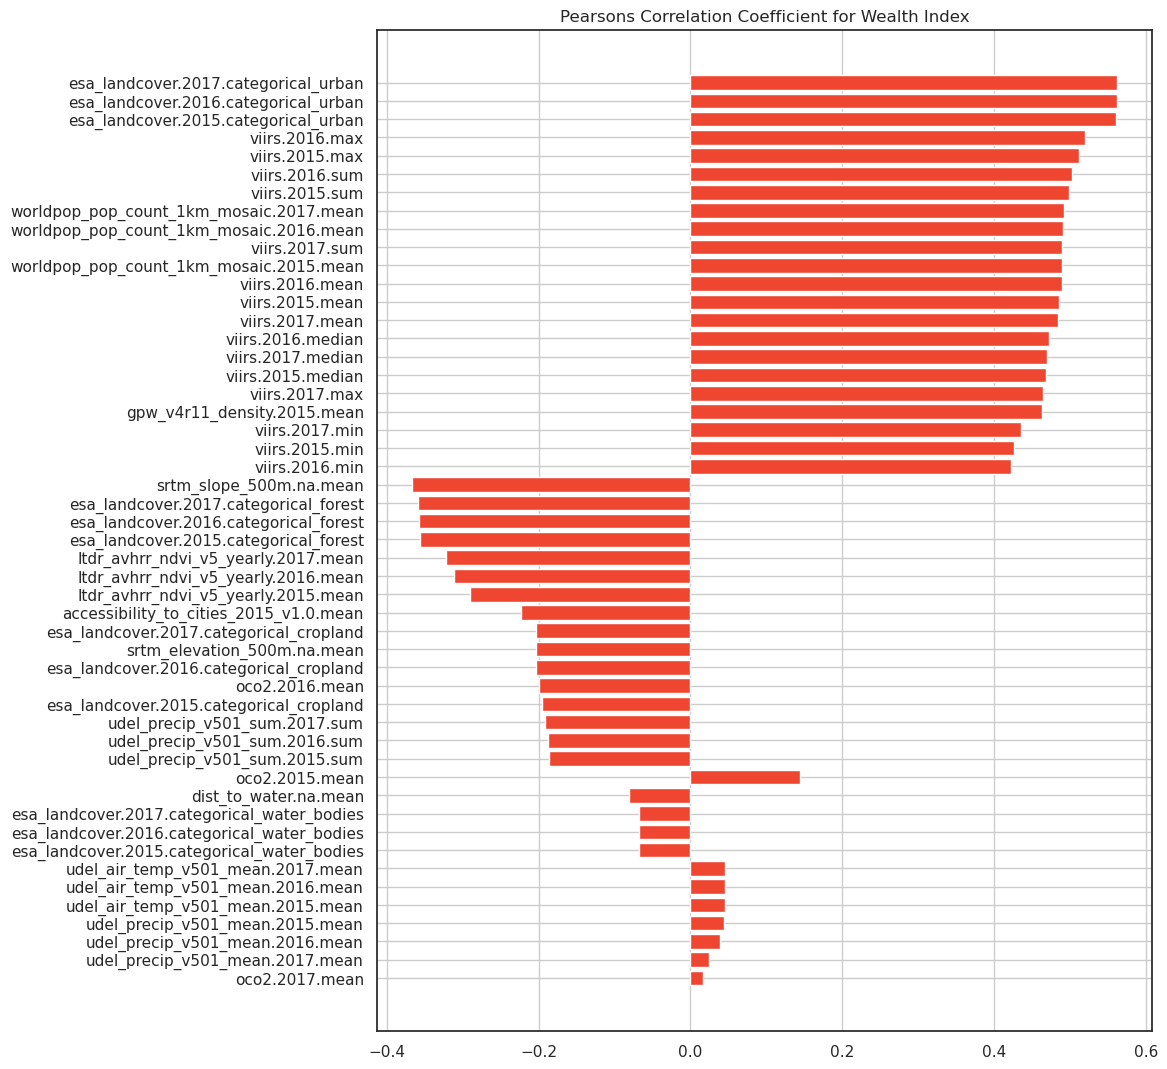 Pearsons Correlation Coefficient for Wealth Index
esa_landcover.2017.categorical_urban
esa_landcover.2016.categorical_urban
esa_landcover.2015.categorical_urban
viirs.2016.max
viirs.2015.max
viirs.2016.sum
viirs.2015.sum
worldpop_pop_count_1km_mosaic.2017.mean
worldpop_pop_count_1km_mosaic.2016.mean
viirs.2017.sum
worldpop_pop_count_1km_mosaic.2015.mean
viirs.2016.mean
viirs.2015.mean
viirs.2017.mean
viirs.2016.median
viirs.2017.median
viirs.2015.median
viirs.2017.max
gpw_v4r11_density.2015.mean
viirs.2017.min
viirs.2015.min
viirs.2016.min
srtm_slope_500m.na.mean
esa_landcover.2017.categorical_forest
esa_landcover.2016.categorical_forest
esa_landcover.2015.categorical_forest
ltdr_avhrr_ndvi_v5_yearly.2017.mean
ltdr_avhrr_ndvi_v5_yearly.2016.mean
ltdr_avhrr_ndvi_v5_yearly.2015.mean
accessibility_to_cities_2015_v1.0.mean
esa_landcover.2017.categorical_cropland
srtm_elevation_500m.na.mean
esa_landcover.2016.categorical_cropland
oco2.2016.mean
esa_landcover.2015.categorical_cropland
udel_precip_v501_sum.2017.sum
udel_precip_v501_sum.2016.sum
udel_precip_v501_sum.2015.sum
oco2.2015.mean
dist_to_water.na.mean
esa_landcover.2017.categorical_water_bodies
esa_landcover.2016.categorical_water_bodies
esa_landcover.2015.categorical_water_bodies
udel_air_temp_v501_mean.2017.mean
udel_air_temp_v501_mean.2016.mean
udel_air_temp_v501_mean.2015.mean
udel_precip_v501_mean.2015.mean
udel_precip_v501_mean.2016.mean
udel_precip_v501_mean.2017.mean
oco2.2017.mean
−0.4 −0.2 0.0 0.2 0.4 0.6